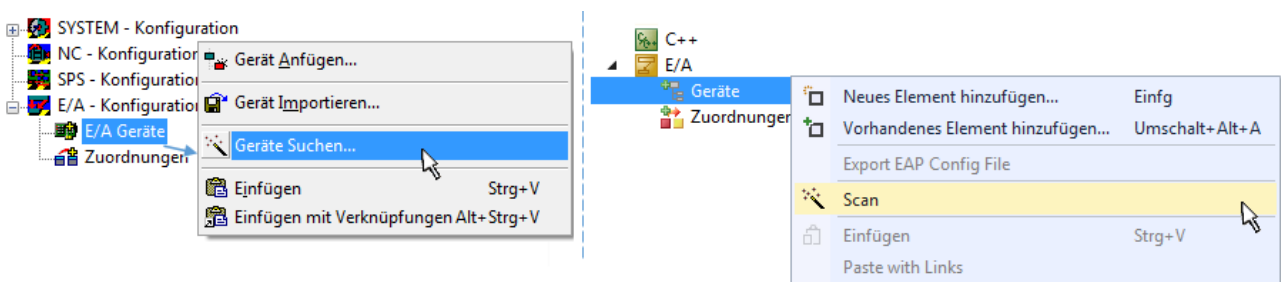 SYSTEM - Konfiguration
NC - Konfiguration
SPS - Konfiguration
E/A - Konfiguration
E/A Geräte
Zuordnungen
Gerät Anfügen...
Gerät Importieren...
Geräte Suchen...
Einfügen Strg+V
Einfügen mit Verknüpfungen Alt+Strg+V
C++
E/A
Geräte
Zuordnungen
Neues Element hinzufügen... Einfg
Vorhandenes Element hinzufügen... Umschalt+Alt+A
Export EAP Config File
Scan
Einfügen Strg+V
Paste with Links